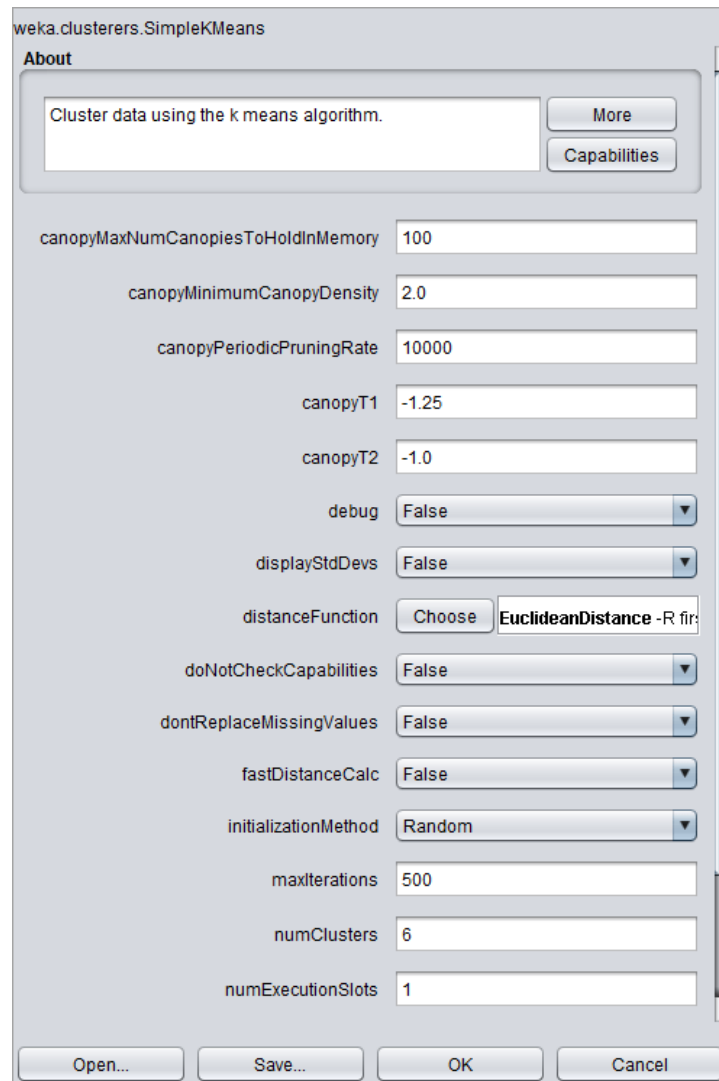 weka.clusterers.SimpleKMeans
About
Cluster data using the k means algorithm.
More
Capabilities
canopyMaxNumCanopiesToHoldInMemory 100
canopyMinimumCanopyDensity 2.0
canopyPeriodicPruningRate 10000
canopyT1 -1.25
canopyT2 -1.0
debug False
displayStdDevs False
distanceFunction Choose EuclideanDistance -R firs
doNotCheckCapabilities False
dontReplaceMissingValues False
fastDistanceCalc False
initializationMethod Random
maxIterations 500
numClusters 6
numExecutionSlots 1
Open... Save... OK Cancel